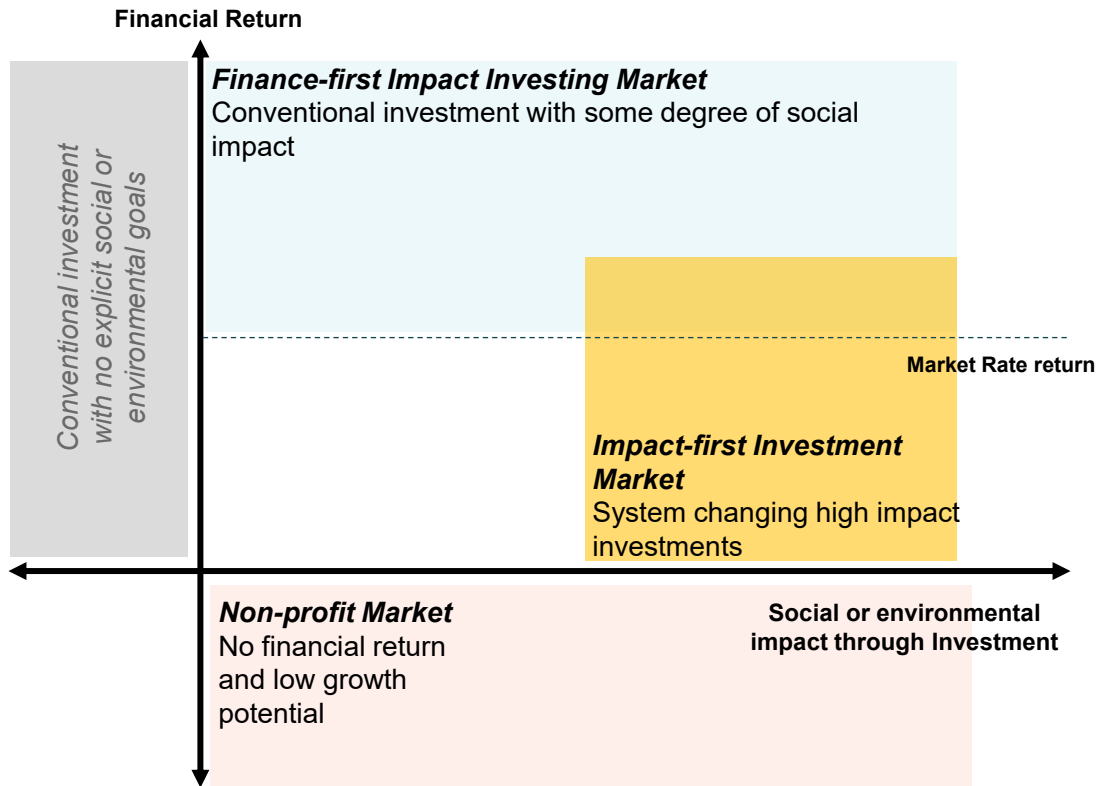 Financial Return
Conventional investment
with no explicit social or
environmental goals
Finance-first Impact Investing Market
Conventional investment with some degree of social
impact
Market Rate return
Impact-first Investment
Market
System changing high impact
investments
Non-profit Market
No financial return
and low growth
potential
Social or environmental
impact through Investment